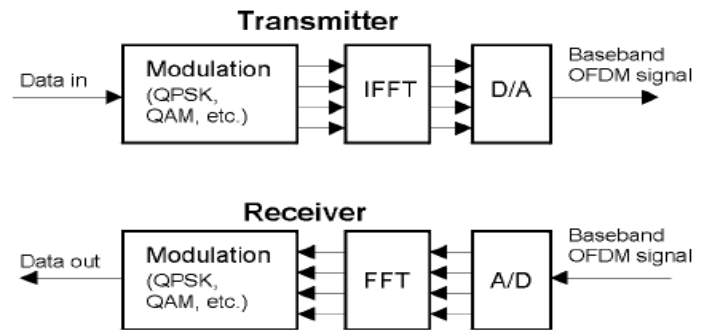 Transmitter
Data in
Modulation
(QPSK,
QAM, etc.)
IFFT
D/A
Baseband
OFDM signal
Receiver
Data out
Modulation
(QPSK,
QAM, etc.)
FFT
A/D
Baseband
OFDM signal